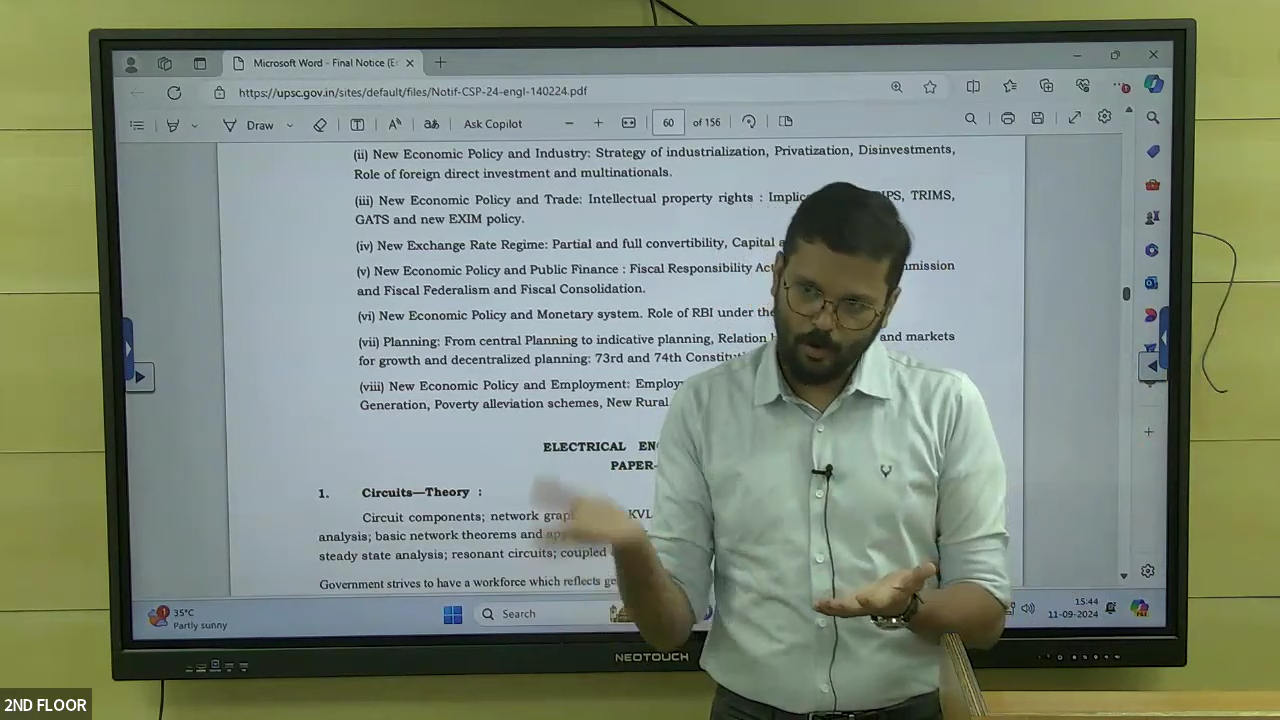 Microsoft Word - Final Notice (E
https://upsc.gov.in/sites/default/files/Notif-CSP-24-engl-140224.pdf
Draw
Ask Copilot
60 of 156
(ii) New Economic Policy and Industry: Strategy of industrialization, Privatization, Disinvestments,
Role of foreign direct investment and multinationals.
(iii) New Economic Policy and Trade: Intellectual property rights : TRIMS,
GATS and new EXIM policy.
(iv) New Exchange Rate Regime: Partial and full convertibility, Capital
(v) New Economic Policy and Public Finance : Fiscal Responsibility
and Fiscal Federalism and Fiscal Consolidation.
(vi) New Economic Policy and Monetary system. Role of RBI under
(vii) Planning: From central Planning to indicative planning, Relation and markets
for growth and decentralized planning: 73rd and 74th
(viii) New Economic Policy and Employment:
Generation, Poverty alleviation schemes, New Rural
ELECTRICAL
PAPER-
1. Circuits—Theory :
Circuit components; network KVL
analysis; basic network theorems and
steady state analysis; resonant circuits; coupled
Government strives to have a workforce which reflects
35°C
Partly sunny
Search
15:44
11-09-2024
NEOTOUCH
2ND FLOOR